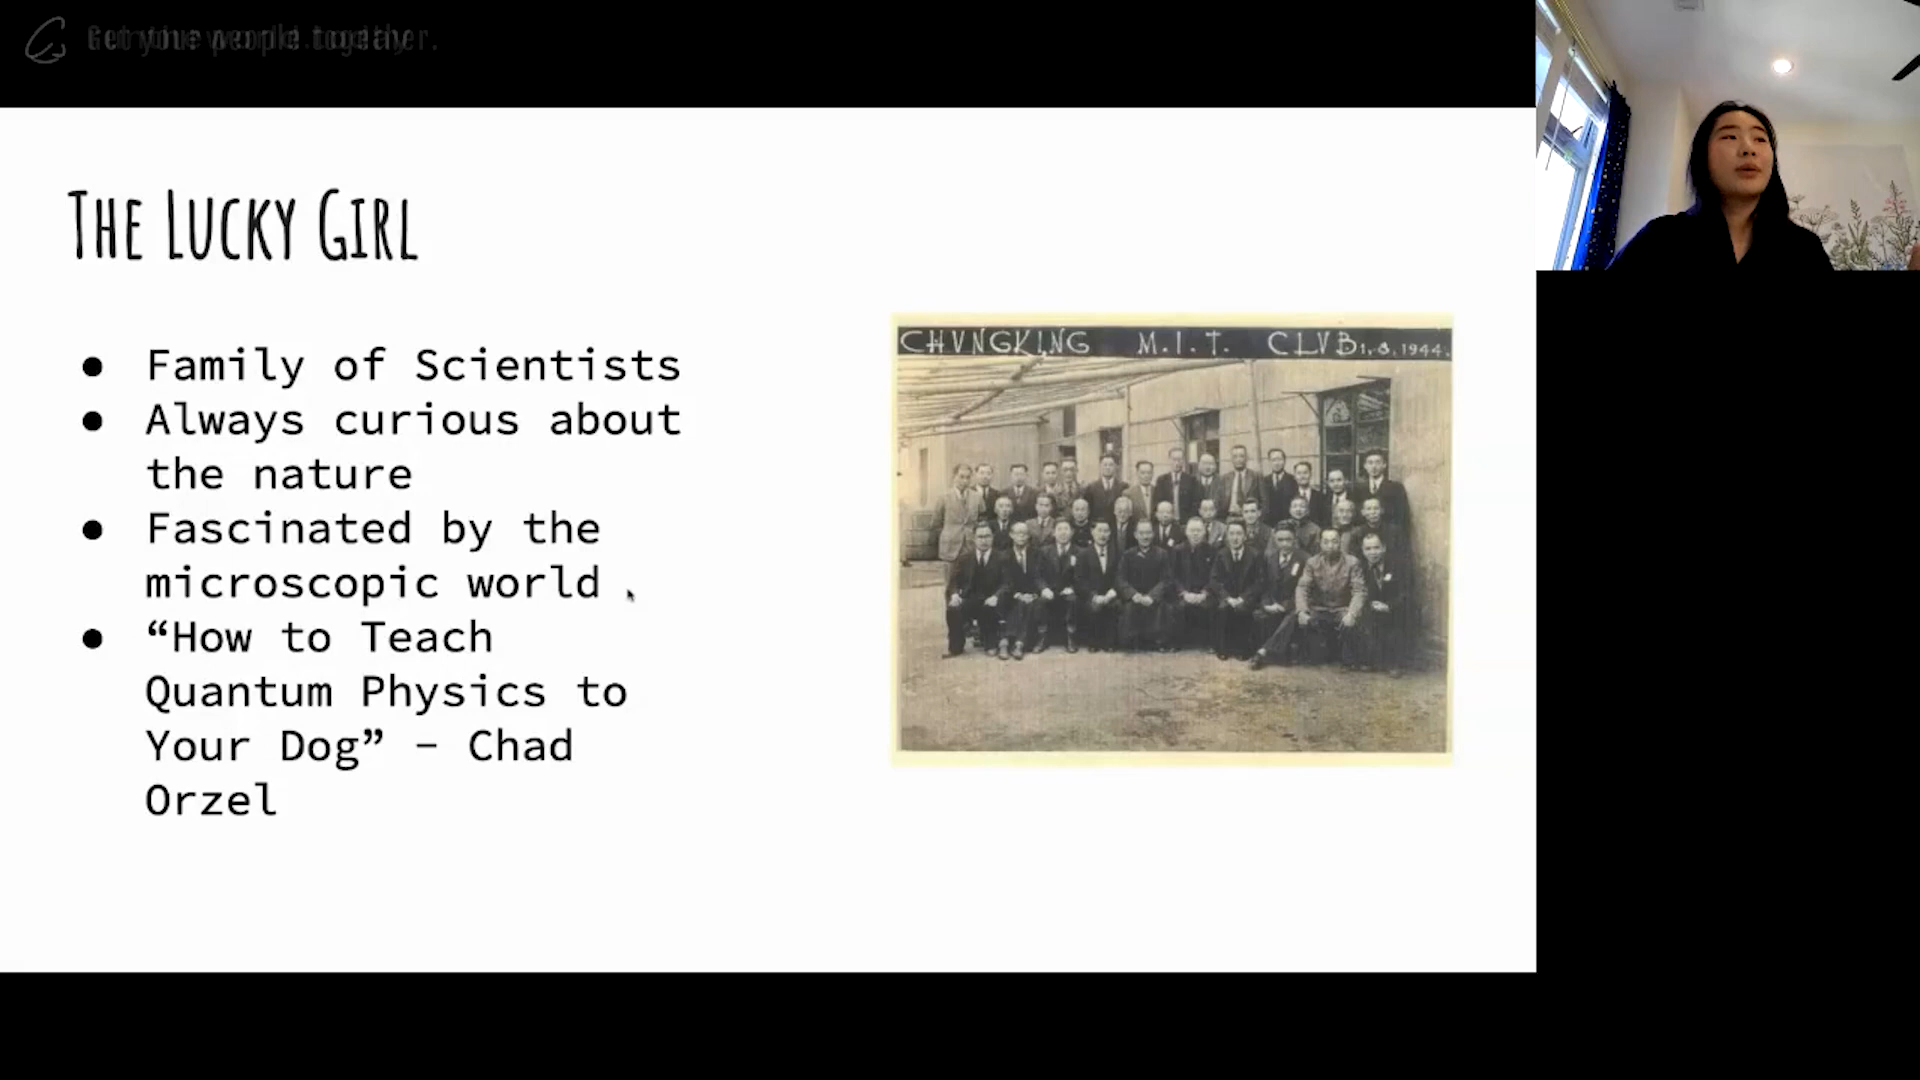 The Lucky Girl
● Family of Scientists
● Always curious about
the nature
● Fascinated by the
microscopic world
● “How to Teach
Quantum Physics to
Your Dog” – Chad
Orzel
CHVNGKING M.I.T. CLVB 1.8.1944.